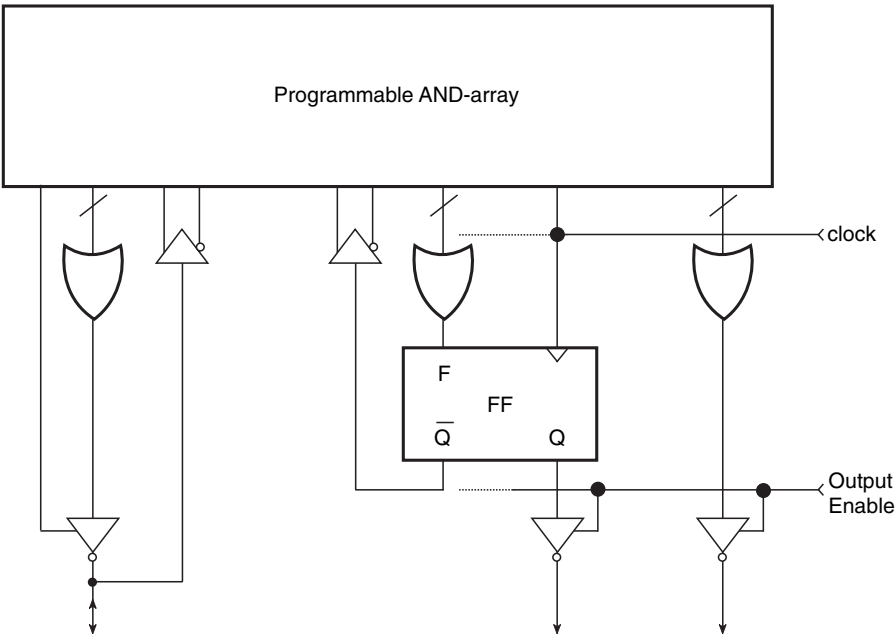 Programmable AND-array
clock
F
FF
Q̅
Q
Output
Enable